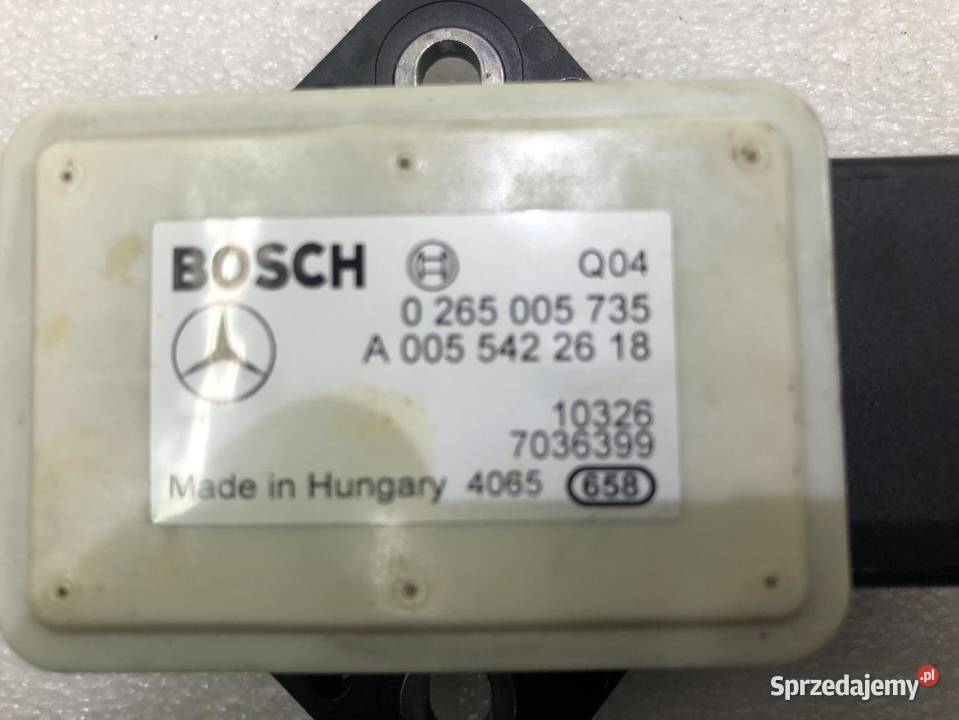 BOSCH Q04
0 265 005 735
A 005 542 26 18
10326
7036399
Made in Hungary 4065 658
Sprzedajemy.pl